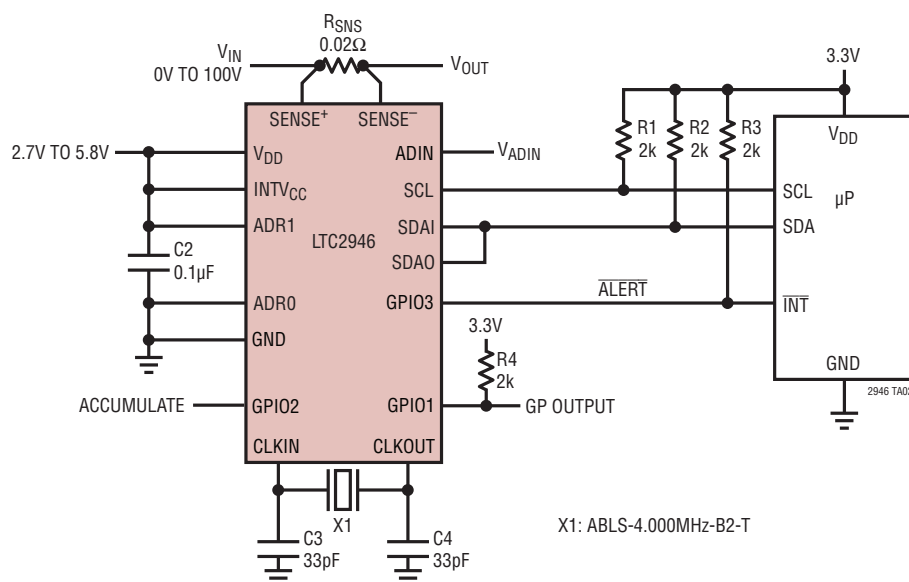 RSNS
0.02Ω
VIN
0V TO 100V
VOUT
3.3V
SENSE+ SENSE–
R1
2k
R2
2k
R3
2k
VDD
2.7V TO 5.8V
VDD
ADIN
VADIN
INTVCC
SCL
SCL
µP
ADR1
LTC2946
SDAI
SDA
C2
0.1µF
SDAO
ADR0
GPIO3
ALERT
INT
GND
3.3V
R4
2k
GND
2946 TA02
ACCUMULATE
GPIO2
GPIO1
GP OUTPUT
CLKIN
CLKOUT
X1
X1: ABLS-4.000MHz-B2-T
C3
33pF
C4
33pF